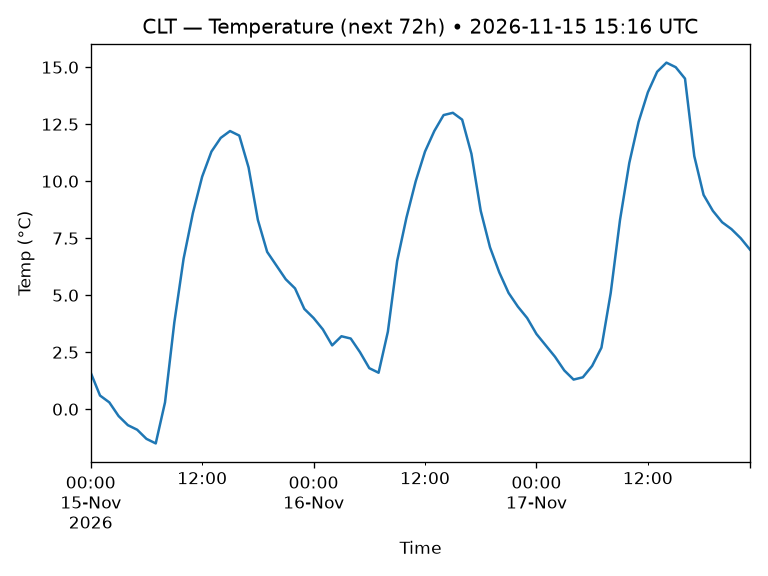 CLT — Temperature (next 72h) • 2026-11-15 15:16 UTC
15.0
12.5
10.0
7.5
5.0
2.5
0.0
Temp (°C)
00:00 12:00 00:00 12:00 00:00 12:00
15-Nov 16-Nov 17-Nov
2026
Time